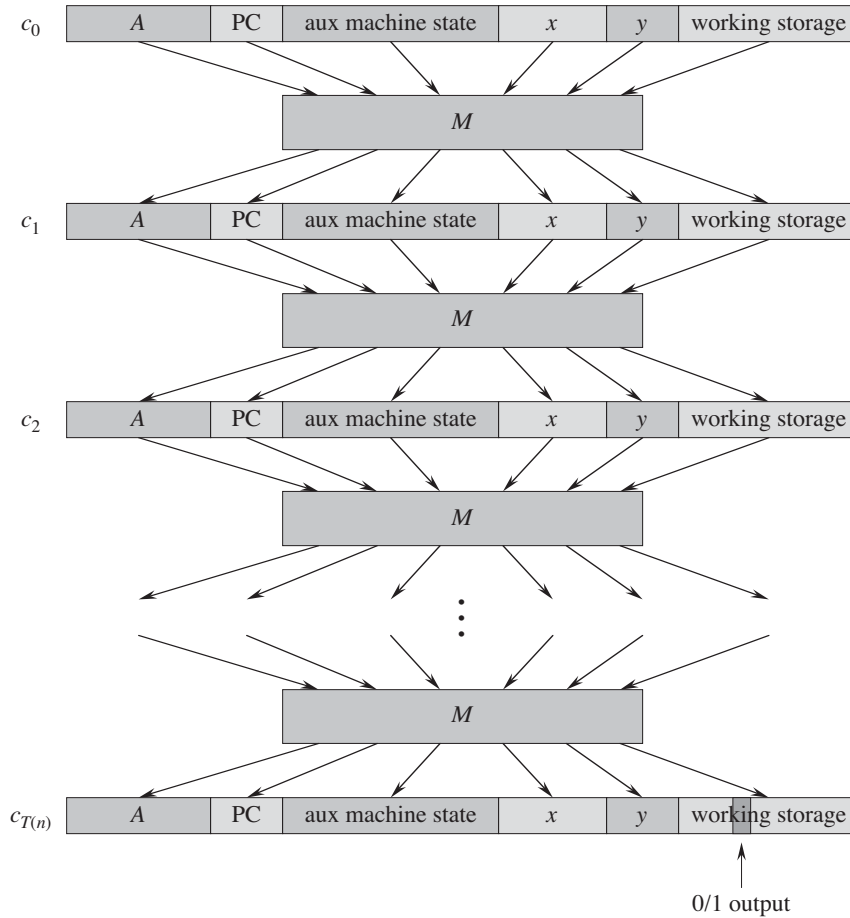 c0 A PC aux machine state x y working storage
M
c1 A PC aux machine state x y working storage
M
c2 A PC aux machine state x y working storage
M
M
cT(n) A PC aux machine state x y working storage
0/1 output